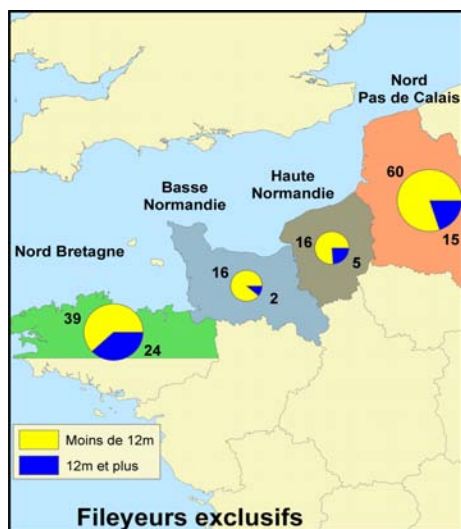 Nord
Pas de Calais
60
15
Haute
Normandie
16
5
Basse
Normandie
16
2
Nord Bretagne
39
24
Moins de 12m
12m et plus
Fileyeurs exclusifs